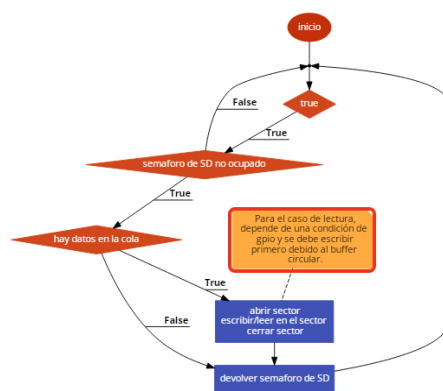 inicio
true
False
True
semaforo de SD no ocupado
True
hay datos en la cola
Para el caso de lectura,
depende de una condición de
gpio y se debe escribir
primero debido al buffer
circular.
True
abrir sector
escribir/leer en el sector
cerrar sector
False
devolver semaforo de SD